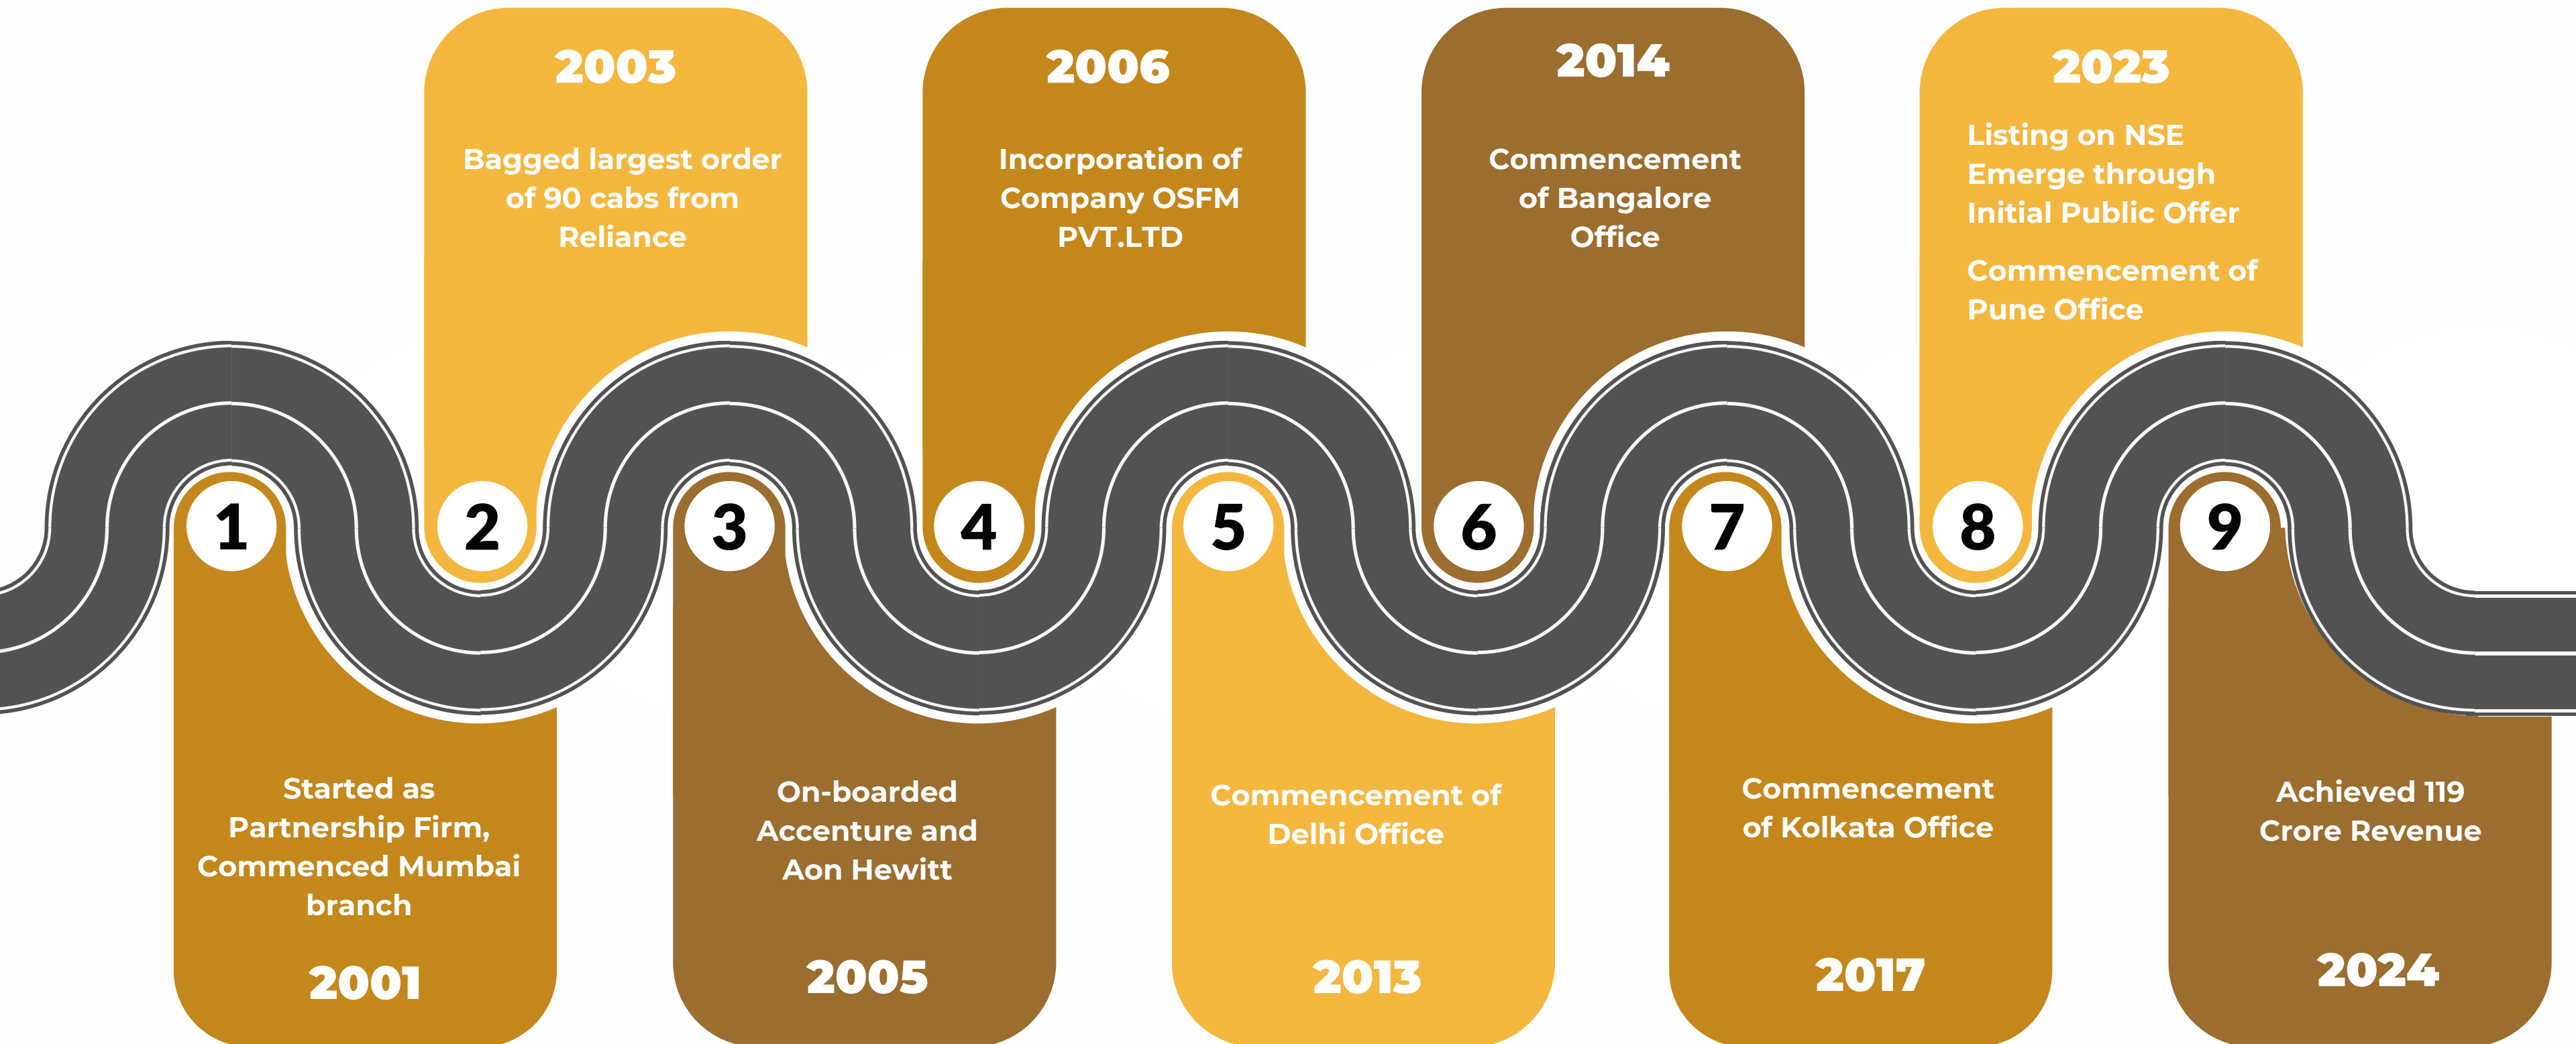 1
Started as
Partnership Firm,
Commenced Mumbai
branch
2001
2003
Bagged largest order
of 90 cabs from
Reliance
2
3
On-boarded
Accenture and
Aon Hewitt
2005
2006
Incorporation of
Company OSFM
PVT.LTD
4
5
Commencement of
Delhi Office
2013
2014
Commencement
of Bangalore
Office
6
7
Commencement
of Kolkata Office
2017
2023
Listing on NSE
Emerge through
Initial Public Offer
Commencement of
Pune Office
8
9
Achieved 119
Crore Revenue
2024